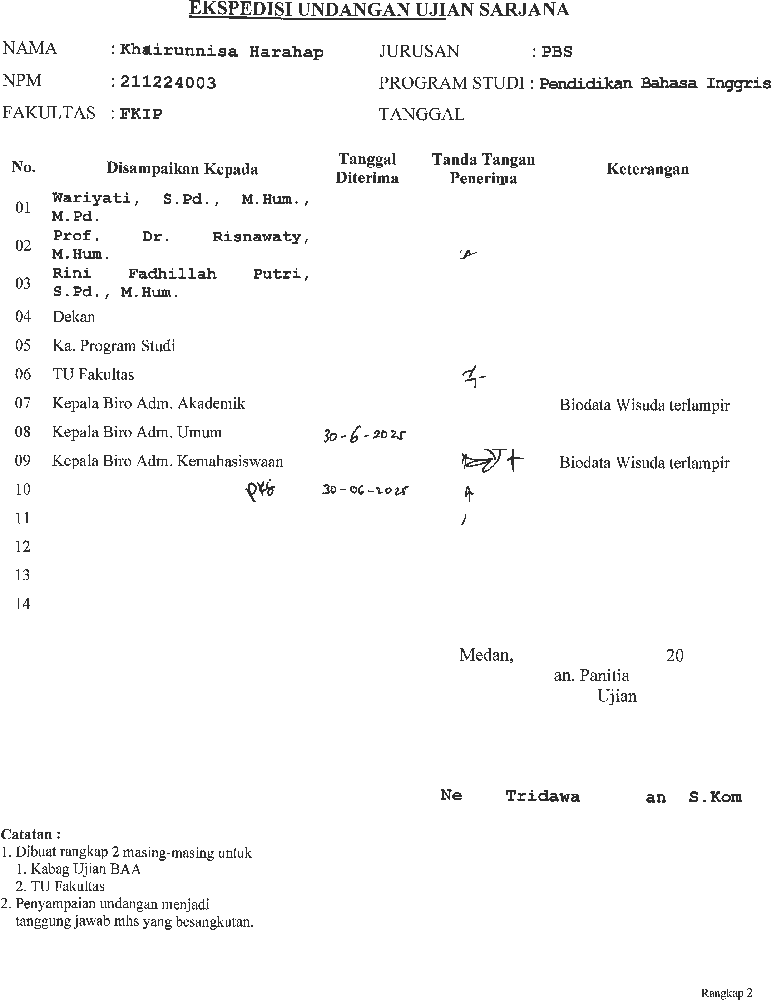 EKSPEDISI UNDANGAN UJIAN SARJANA
NAMA : Khairunnisa Harahap JURUSAN : PBS
NPM : 211224003 PROGRAM STUDI : Pendidikan Bahasa Inggris
FAKULTAS : FKIP TANGGAL
No. Disampaikan Kepada Tanggal Diterima Tanda Tangan Penerima Keterangan
01 Wariyati, S.Pd., M.Hum.,
M.Pd.
02 Prof. Dr. Risnawaty,
M.Hum.
03 Rini Fadhillah Putri,
S.Pd., M.Hum.
04 Dekan
05 Ka. Program Studi
06 TU Fakultas
07 Kepala Biro Adm. Akademik Biodata Wisuda terlampir
08 Kepala Biro Adm. Umum 30-6-2025
09 Kepala Biro Adm. Kemahasiswaan Biodata Wisuda terlampir
10 30-06-2025
11
12
13
14
Medan, 20
an. Panitia
Ujian
Ne Tridawa an S.Kom
Catatan :
1. Dibuat rangkap 2 masing-masing untuk
1. Kabag Ujian BAA
2. TU Fakultas
2. Penyampaian undangan menjadi
tanggung jawab mhs yang besangkutan.
Rangkap 2